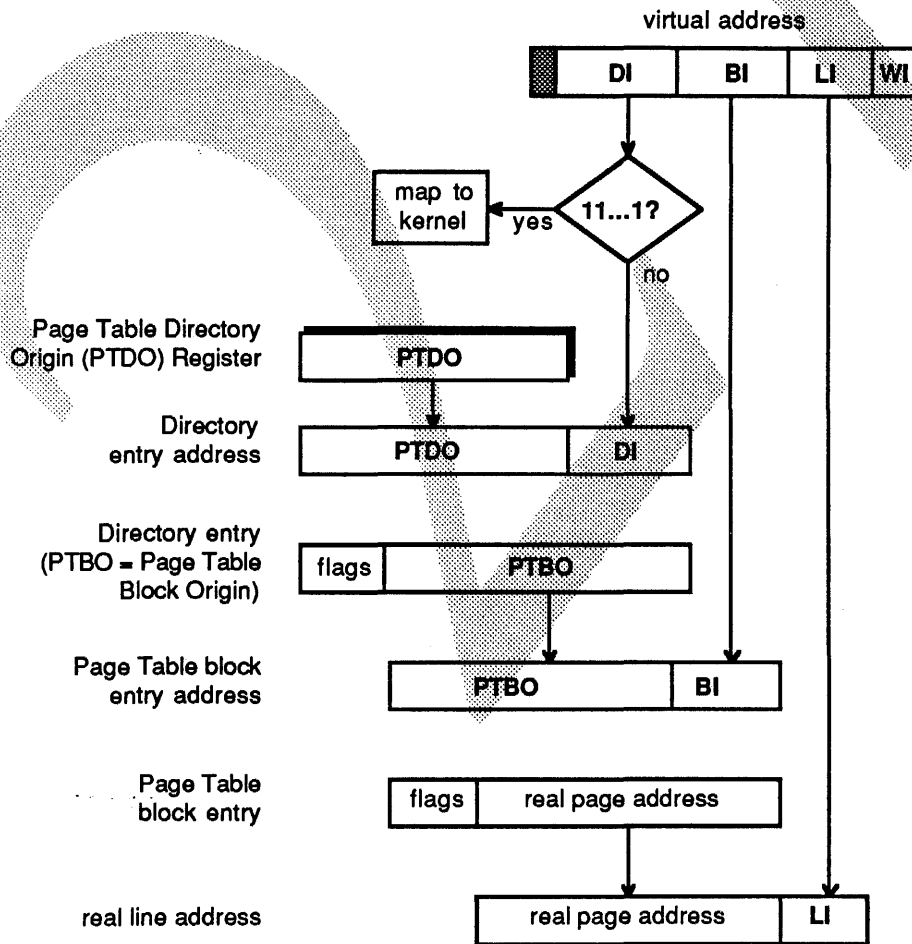 virtual address
DI BI LI WI
map to
kernel
yes
11...1?
no
Page Table Directory
Origin (PTDO) Register
PTDO
Directory
entry address
PTDO DI
Directory entry
(PTBO = Page Table
Block Origin)
flags PTBO
Page Table block
entry address
PTBO BI
Page Table
block entry
flags real page address
real line address
real page address LI